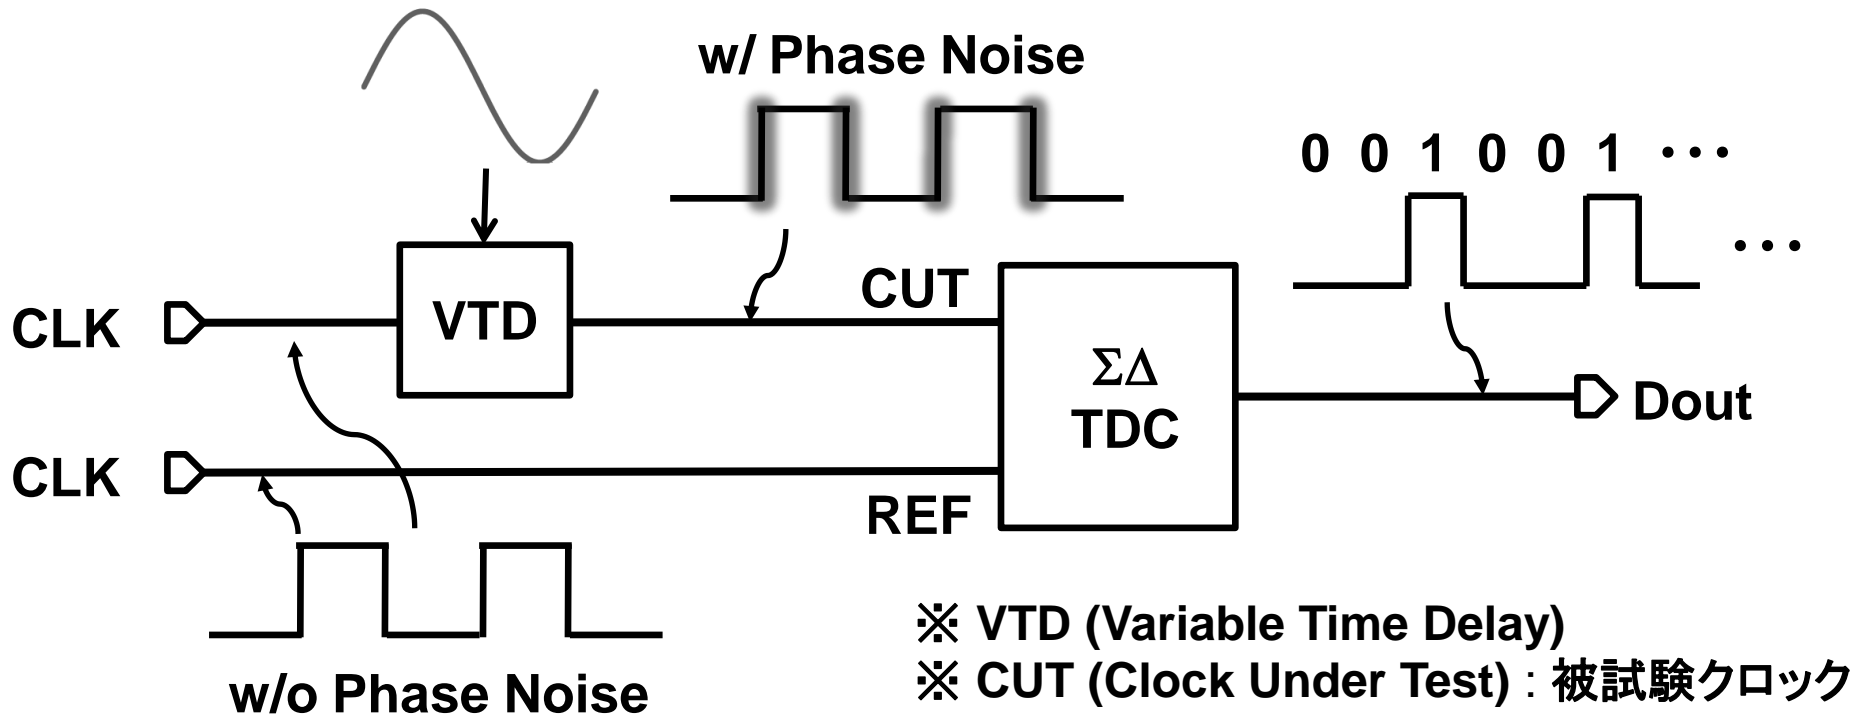 w/ Phase Noise
0 0 1 0 0 1 ･･･
･･･
CLK
VTD
CUT
ΣΔ
TDC
Dout
CLK
REF
w/o Phase Noise
※ VTD (Variable Time Delay)
※ CUT (Clock Under Test) : 被試験クロック